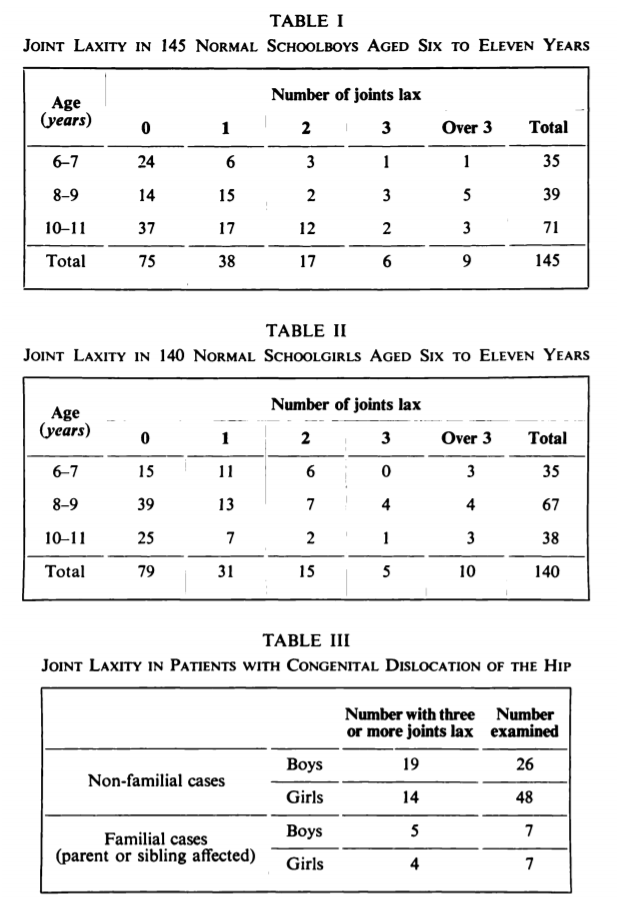 TABLE I
JOINT LAXITY IN 145 NORMAL SCHOOLBOYS AGED SIX TO ELEVEN YEARS
Age (years) Number of joints lax
0 1 2 3 Over 3 Total
6–7 24 6 3 1 1 35
8–9 14 15 2 3 5 39
10–11 37 17 12 2 3 71
Total 75 38 17 6 9 145
TABLE II
JOINT LAXITY IN 140 NORMAL SCHOOLGIRLS AGED SIX TO ELEVEN YEARS
Age (years) Number of joints lax
0 1 2 3 Over 3 Total
6–7 15 11 6 0 3 35
8–9 39 13 7 4 4 67
10–11 25 7 2 1 3 38
Total 79 31 15 5 10 140
TABLE III
JOINT LAXITY IN PATIENTS WITH CONGENITAL DISLOCATION OF THE HIP
Number with three Number
or more joints lax examined
Non-familial cases
Boys 19 26
Girls 14 48
Familial cases
(parent or sibling affected)
Boys 5 7
Girls 4 7